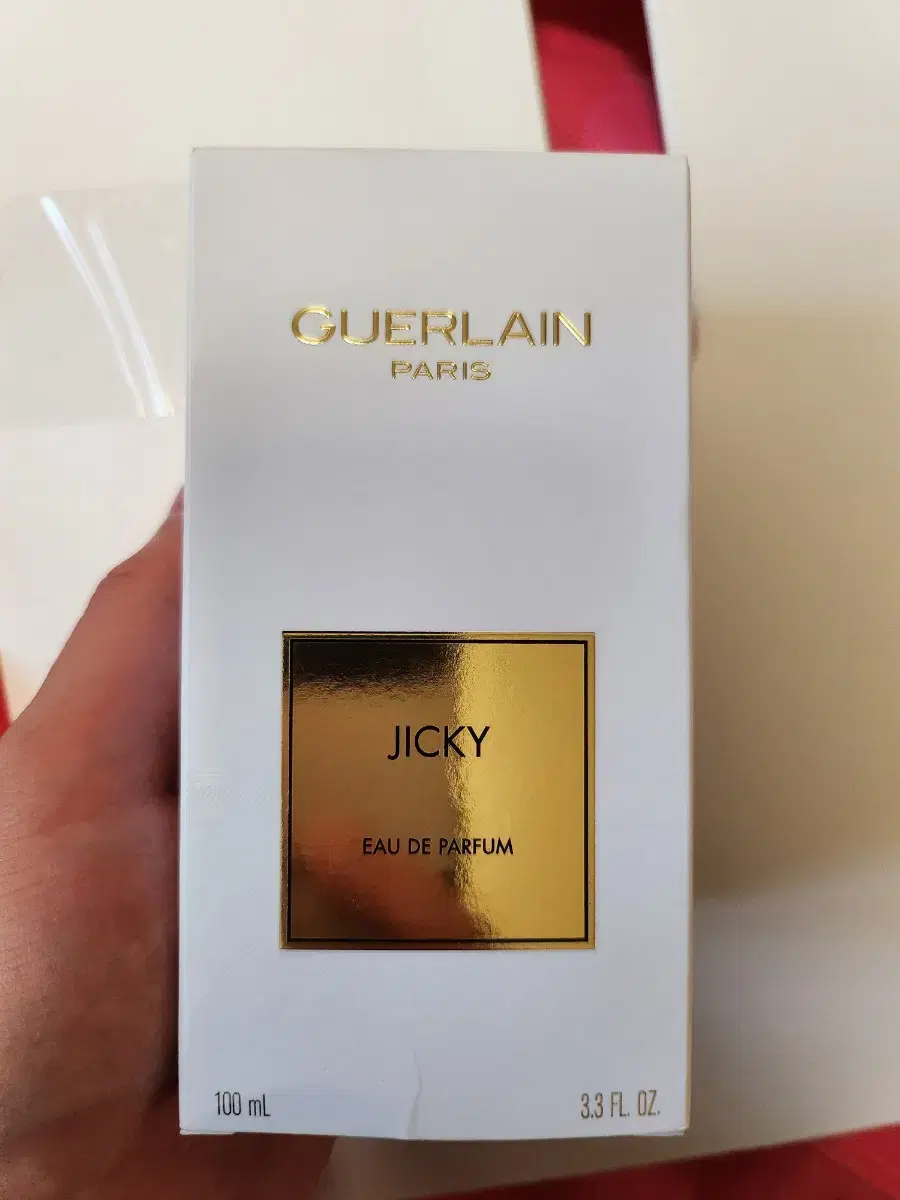 GUERLAIN
PARIS
JICKY
EAU DE PARFUM
100 mL
3.3 FL. OZ.